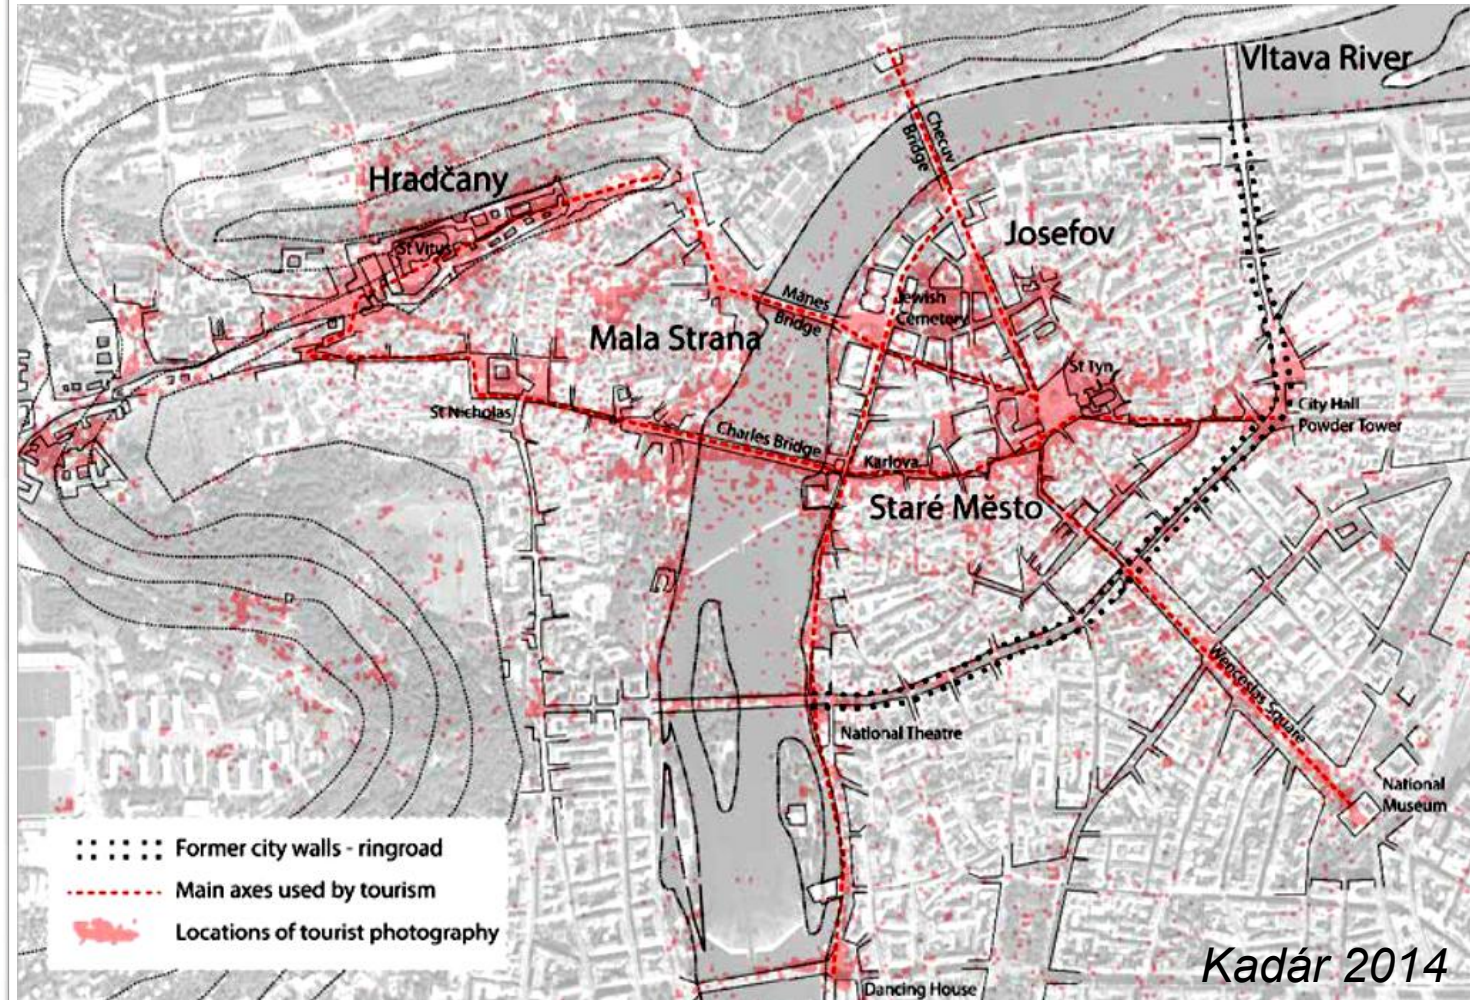 Vltava River
Checuv
Bridge
Hradčany
St Vitus
Josefov
Manes
Bridge
Jewish
Cemetery
Mala Strana
St Tyn
St Nicholas
City Hall
Powder Tower
Charles Bridge
Karlova
Staré Město
Wenceslas Square
National Theatre
National
Museum
Former city walls - ringroad
Main axes used by tourism
Locations of tourist photography
Kadár 2014
Dancing House